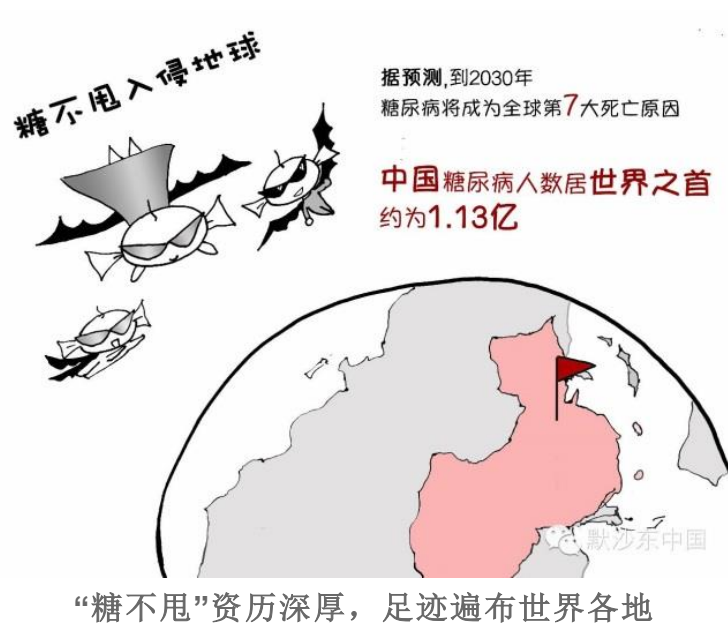 糖不甩入侵地球
据预测,到2030年
糖尿病将成为全球第7大死亡原因
中国糖尿病人数居世界之首
约为1.13亿
默沙东中国
“糖不甩”资历深厚，足迹遍布世界各地